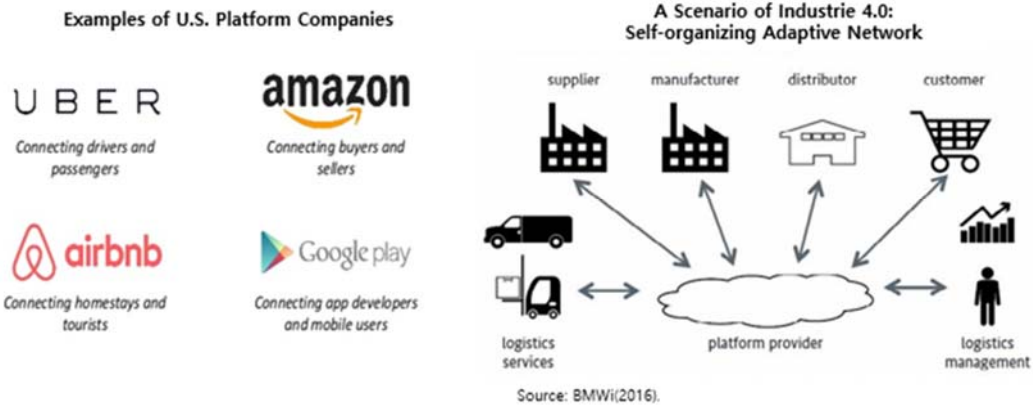 Examples of U.S. Platform Companies
UBER
Connecting drivers and
passengers
amazon
Connecting buyers and
sellers
airbnb
Connecting homestays and
tourists
Google play
Connecting app developers
and mobile users
A Scenario of Industrie 4.0:
Self-organizing Adaptive Network
supplier
manufacturer
distributor
customer
logistics
services
platform provider
logistics
management
Source: BMWi(2016).